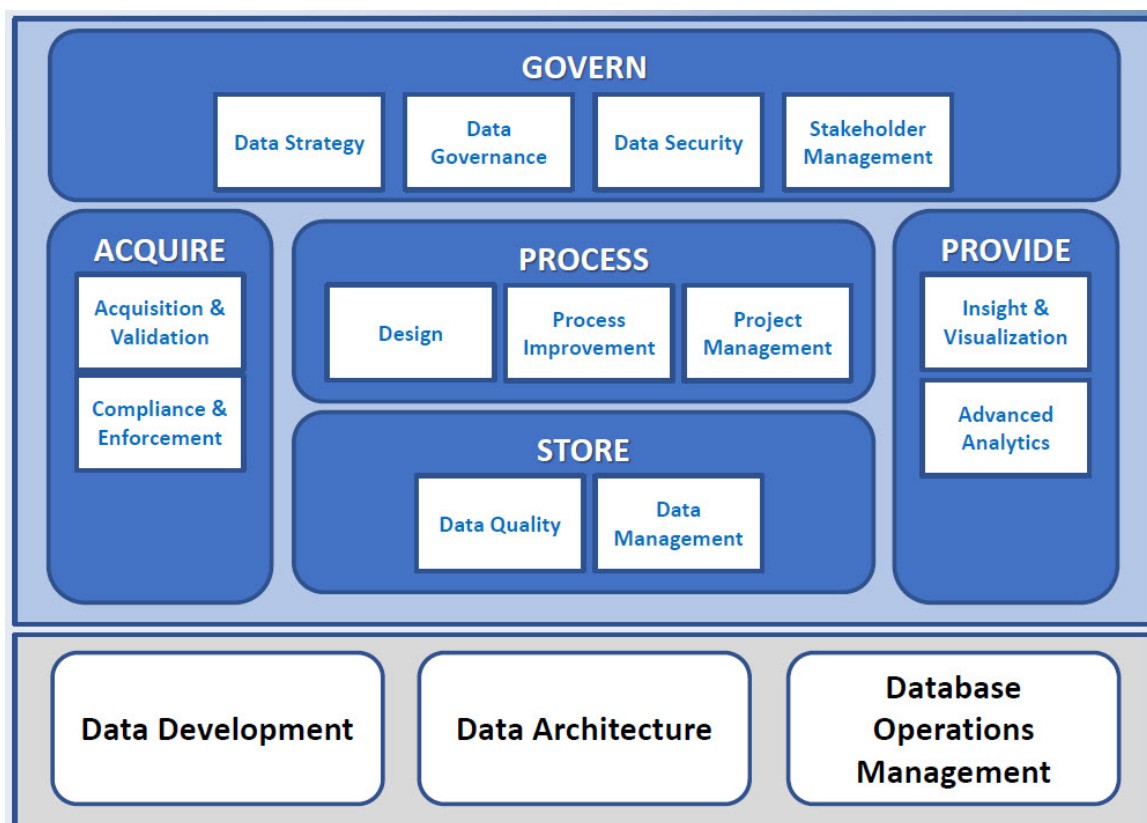 GOVERN
Data Strategy
Data
Governance
Data Security
Stakeholder
Management
ACQUIRE
Acquisition &
Validation
Compliance &
Enforcement
PROCESS
Design
Process
Improvement
Project
Management
STORE
Data Quality
Data
Management
PROVIDE
Insight &
Visualization
Advanced
Analytics
Data Development
Data Architecture
Database
Operations
Management